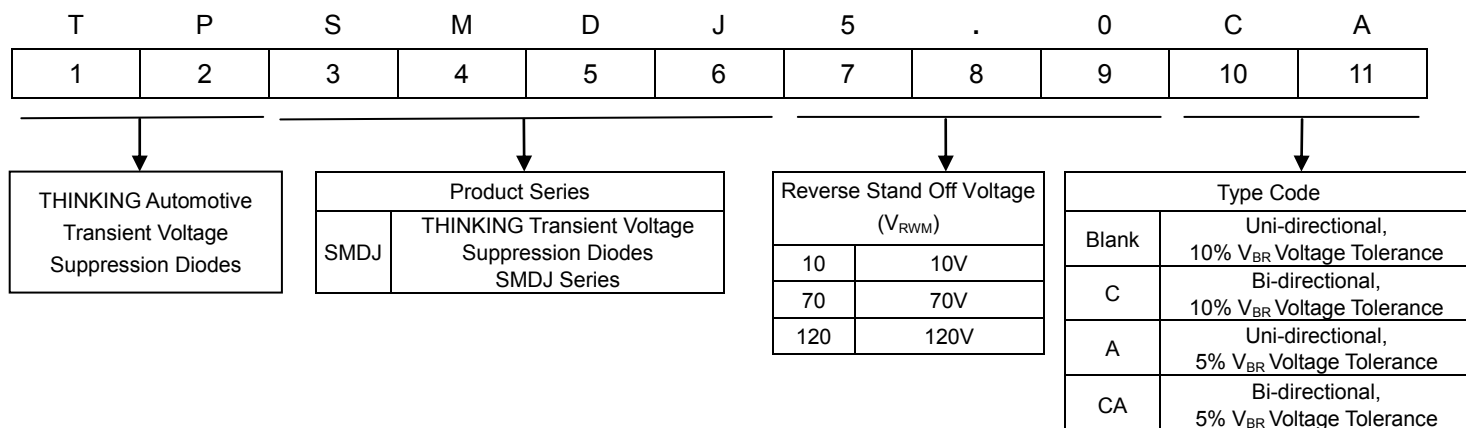 T P S M D J 5 . 0 C A
1 2 3 4 5 6 7 8 9 10 11
THINKING Automotive
Transient Voltage
Suppression Diodes
Product Series
SMDJ
THINKING Transient Voltage
Suppression Diodes
SMDJ Series
Reverse Stand Off Voltage
(VRWM)
10 10V
70 70V
120 120V
Type Code
Blank
Uni-directional,
10% VBR Voltage Tolerance
C
Bi-directional,
10% VBR Voltage Tolerance
A
Uni-directional,
5% VBR Voltage Tolerance
CA
Bi-directional,
5% VBR Voltage Tolerance